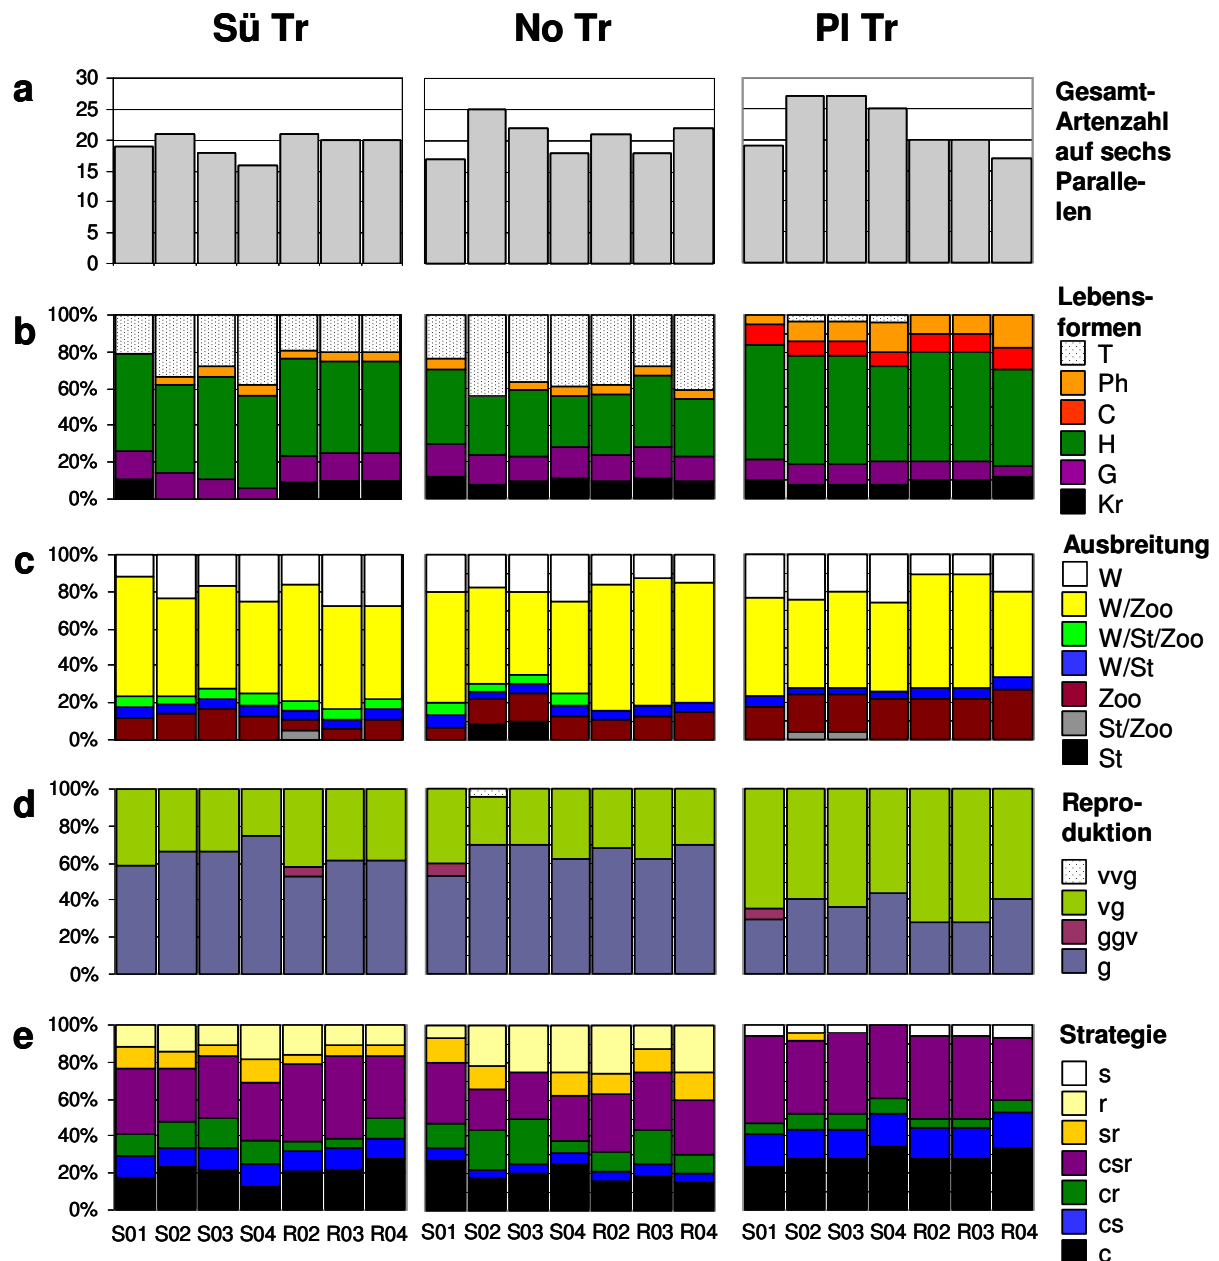 Sü Tr No Tr Pl Tr
a
30
25
20
15
10
5
0
Gesamt-
Artenzahl
auf sechs
Paralle-
len
b
100%
80%
60%
40%
20%
0%
Lebens-
formen
T
Ph
C
H
G
Kr
c
100%
80%
60%
40%
20%
0%
Ausbreitung
W
W/Zoo
W/St/Zoo
W/St
Zoo
St/Zoo
St
d
100%
80%
60%
40%
20%
0%
Repro-
duktion
vvg
vg
ggv
g
e
100%
80%
60%
40%
20%
0%
Strategie
s
r
sr
csr
cr
cs
c
S01 S02 S03 S04 R02 R03 R04 S01 S02 S03 S04 R02 R03 R04 S01 S02 S03 S04 R02 R03 R04